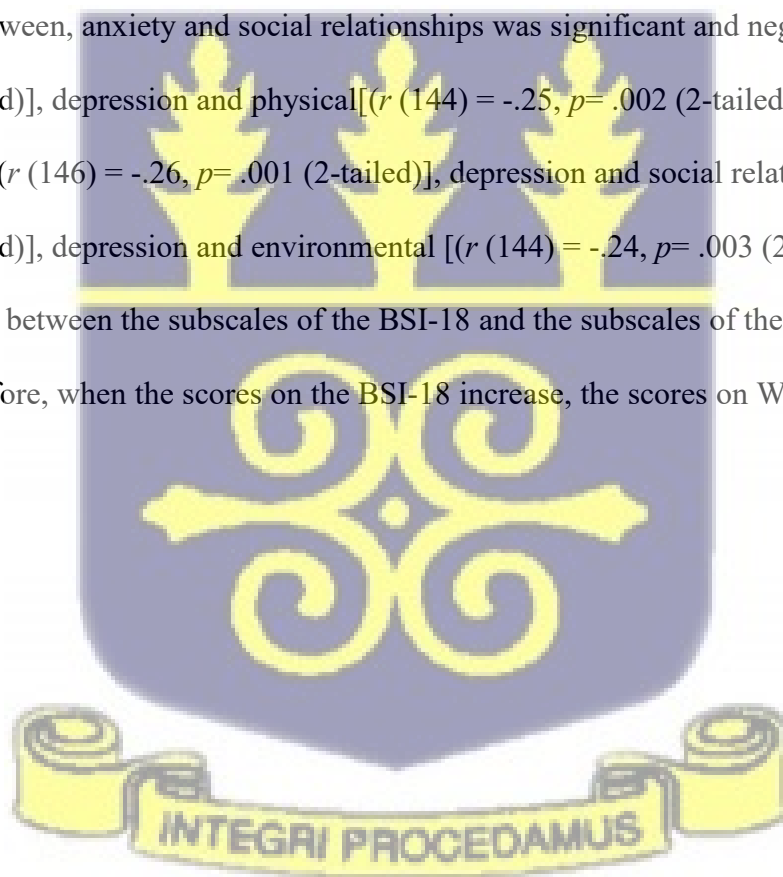 ween, anxiety and social relationships was significant and neg
d)], depression and physical[(r (144) = -.25, p= .002 (2-tailed
(r (146) = -.26, p= .001 (2-tailed)], depression and social relat
d)], depression and environmental [(r (144) = -.24, p= .003 (2
between the subscales of the BSI-18 and the subscales of the
fore, when the scores on the BSI-18 increase, the scores on W
INTEGRI PROCEDAMUS